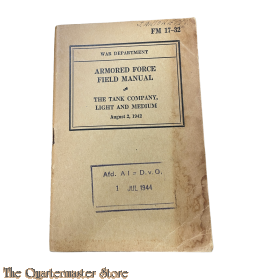 FM 17-32
WAR DEPARTMENT
ARMORED FORCE
FIELD MANUAL
THE TANK COMPANY,
LIGHT AND MEDIUM
August 2, 1942
Afd. A I = D.v.O.
1 JUL 1944
The Quartermaster Store